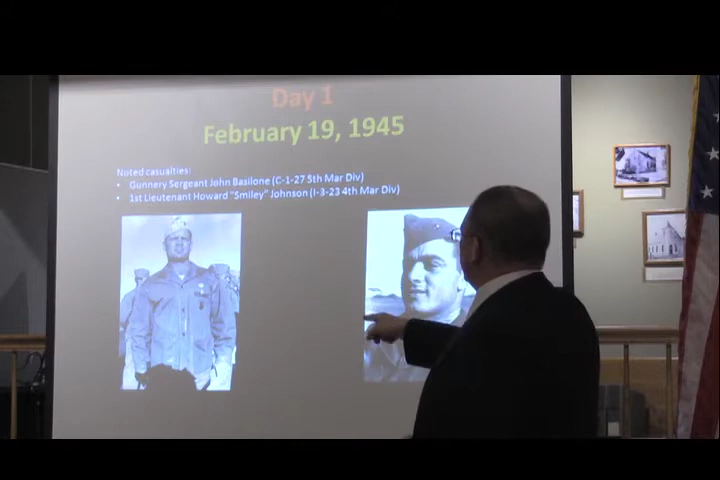 Day 1
February 19, 1945
Noted casualties:
• Gunnery Sergeant John Basilone (C-1-27 5th Mar Div)
• 1st Lieutenant Howard "Smiley" Johnson (I-3-23 4th Mar Div)